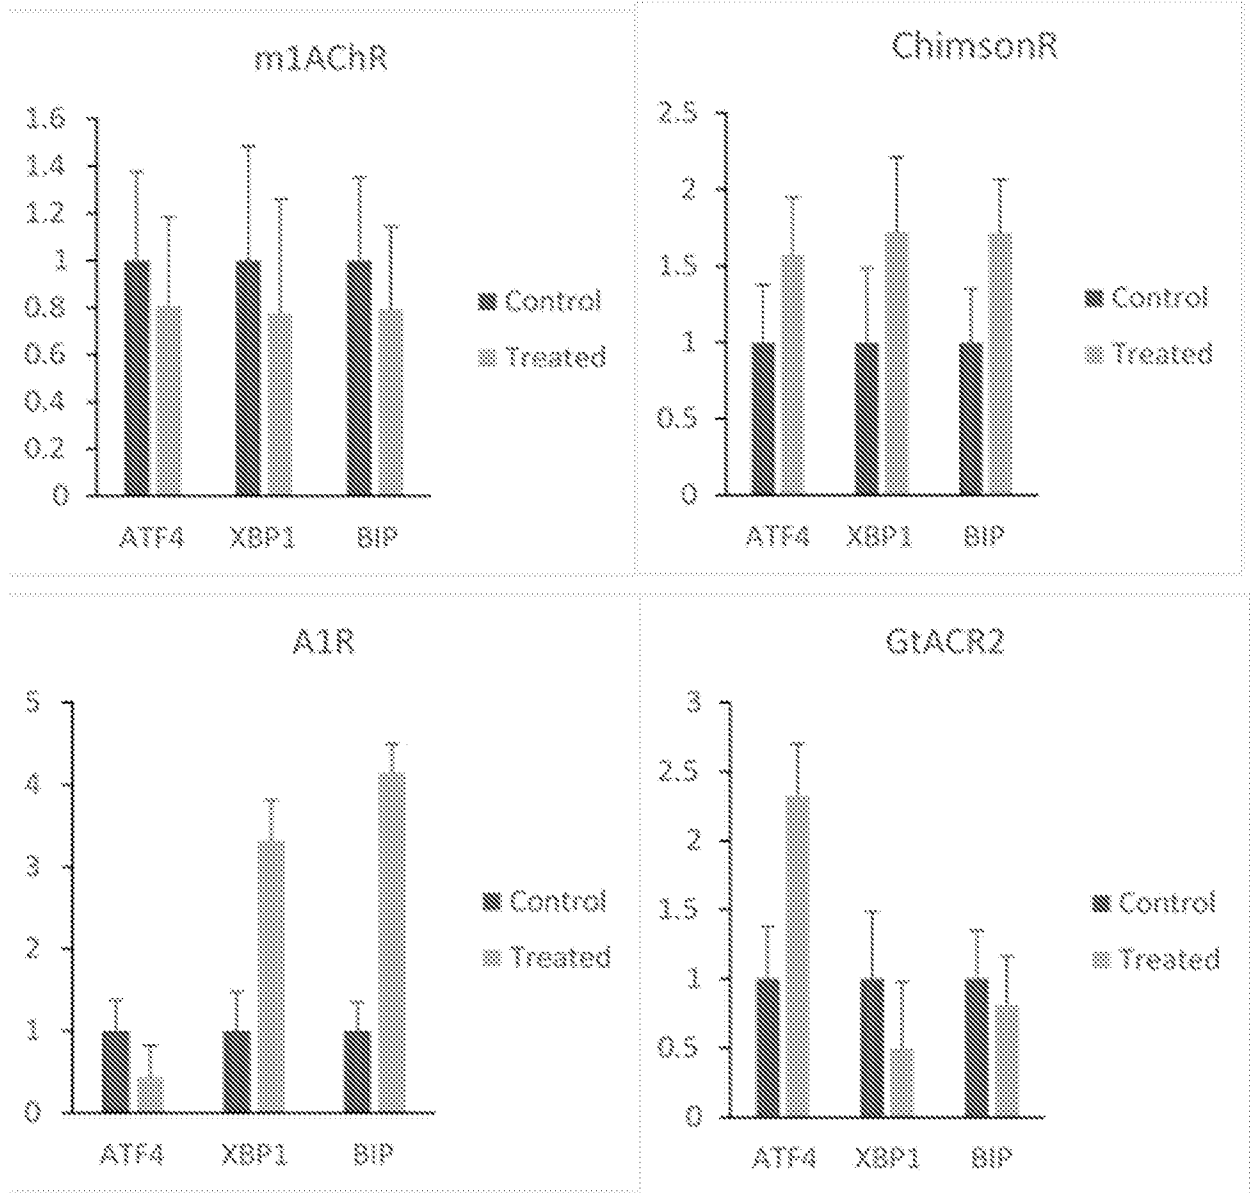 m1AChR
1.6
1.4
1.2
1
0.8
0.6
0.4
0.2
0
ATF4 XBP1 BIP
Control
Treated
ChimsonR
2.5
2
1.5
1
0.5
0
ATF4 XBP1 BIP
Control
Treated
A1R
5
4
3
2
1
0
ATF4 XBP1 BIP
Control
Treated
GtACR2
3
2.5
2
1.5
1
0.5
0
ATF4 XBP1 BIP
Control
Treated